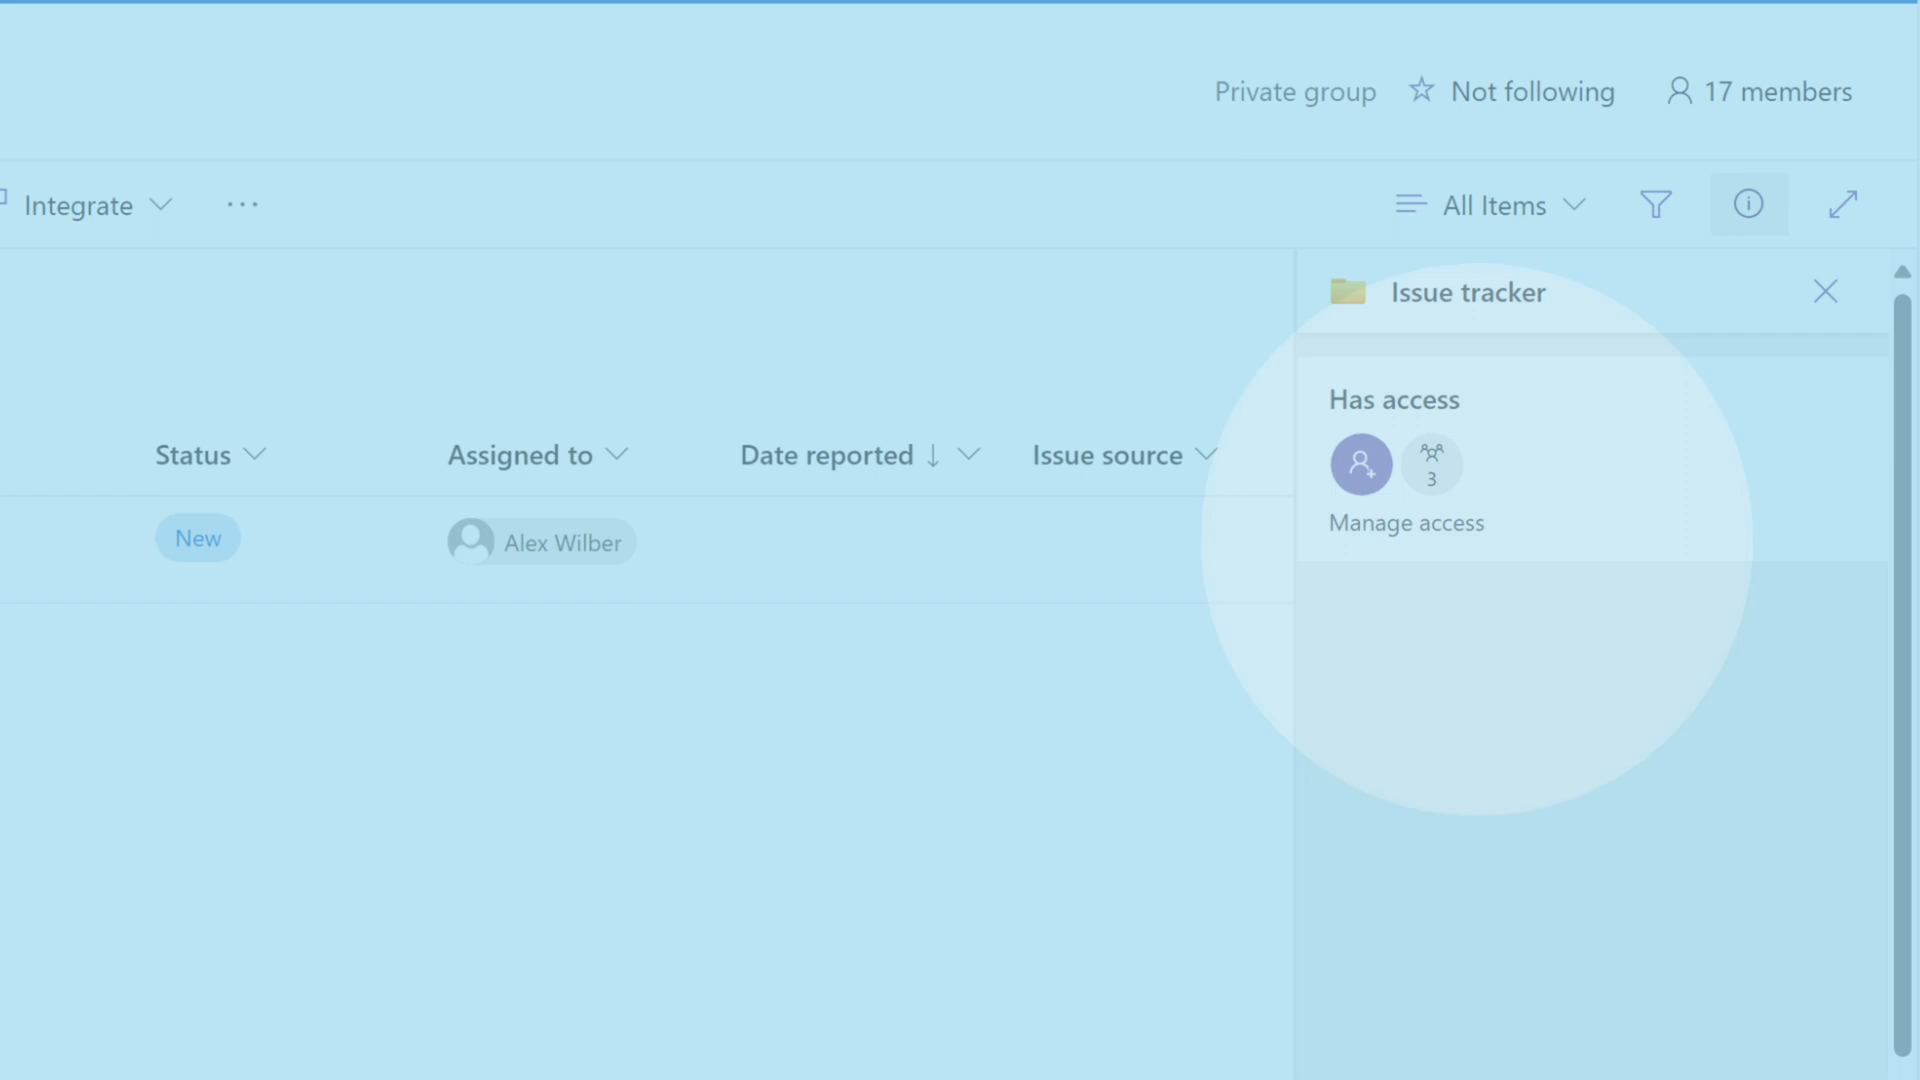 Private group Not following 17 members
Integrate All Items
Issue tracker
Has access
3
Manage access
Status Assigned to Date reported Issue source
New Alex Wilber